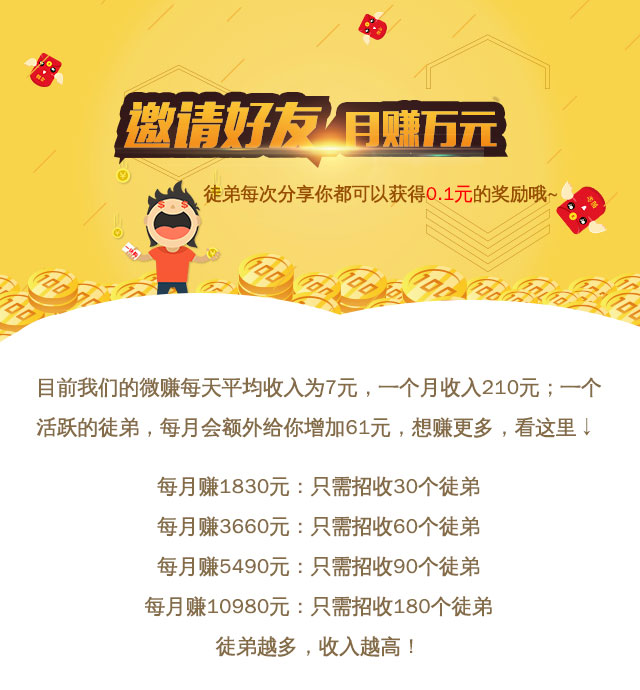 邀请好友 月赚万元
徒弟每次分享你都可以获得0.1元的奖励哦~
目前我们的微赚每天平均收入为7元，一个月收入210元；一个
活跃的徒弟，每月会额外给你增加61元，想赚更多，看这里↓
每月赚1830元：只需招收30个徒弟
每月赚3660元：只需招收60个徒弟
每月赚5490元：只需招收90个徒弟
每月赚10980元：只需招收180个徒弟
徒弟越多，收入越高！